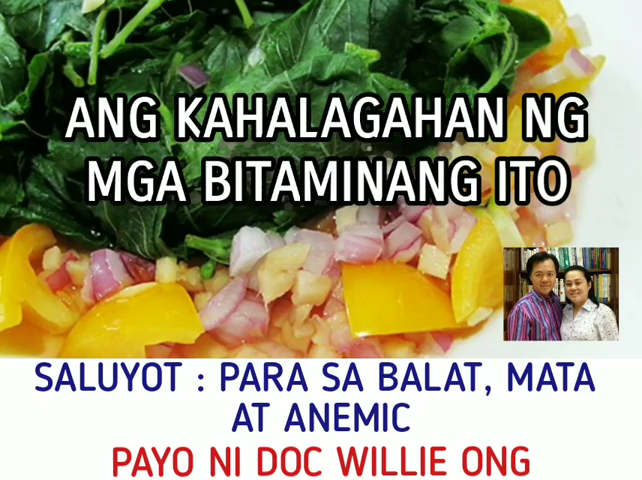 ANG KAHALAGAHAN NG
MGA BITAMINANG ITO
SALUYOT : PARA SA BALAT, MATA
AT ANEMIC
PAYO NI DOC WILLIE ONG